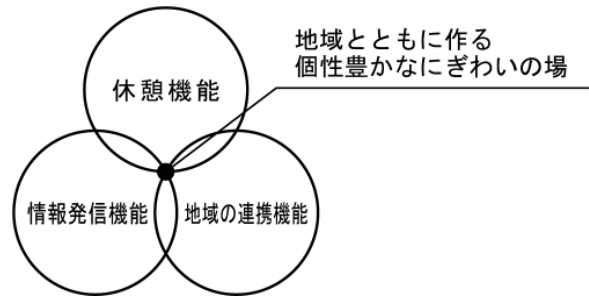 地域とともに作る
個性豊かなにぎわいの場
休憩機能
情報発信機能
地域の連携機能